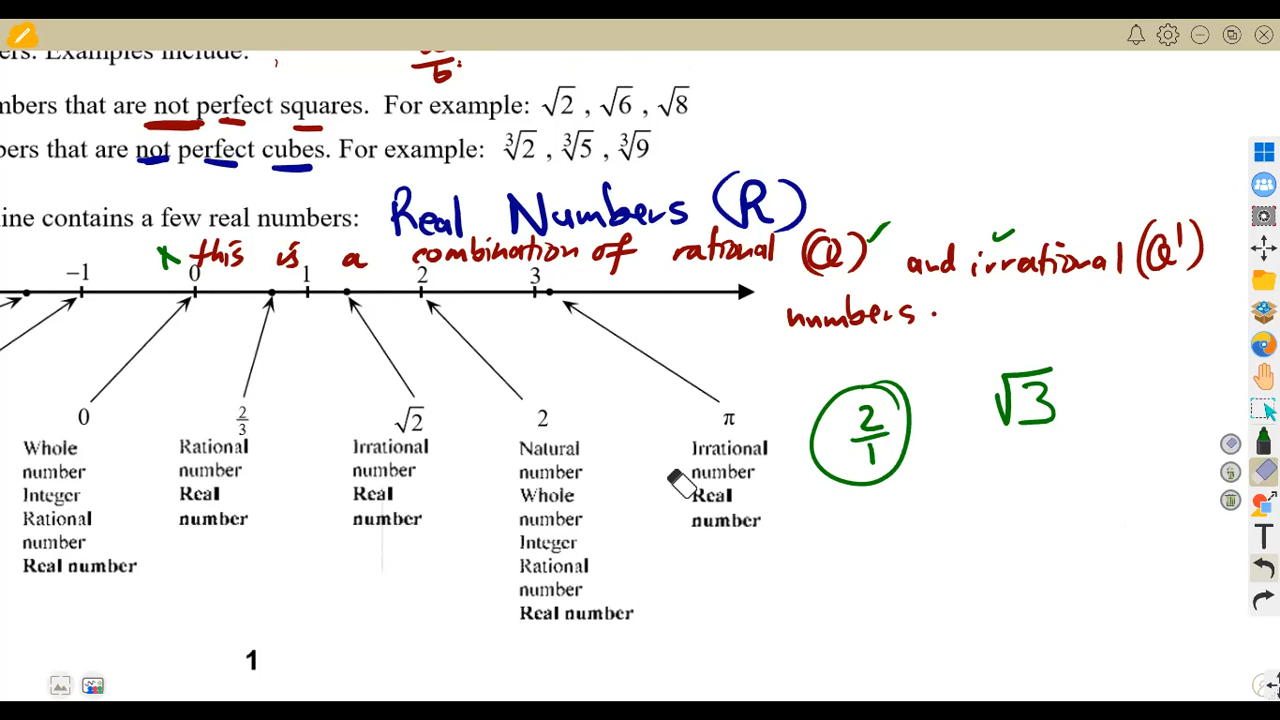 ers. Examples include:
b
mbers that are not perfect squares. For example: √2 , √6 , √8
bers that are not perfect cubes. For example: ∛2 , ∛5 , ∛9
line contains a few real numbers: Real Numbers (R)
* this is a combination of rational (Q) ✓ and irrational (Q') ✓
numbers.
−1 0 1 2 3
0 2/3 √2 2 π
2/1 √3
Whole Rational Irrational Natural Irrational
number number number number number
Integer Real Real Whole Real
Rational number number number number
number Integer
Real number Rational
number
Real number
1
T